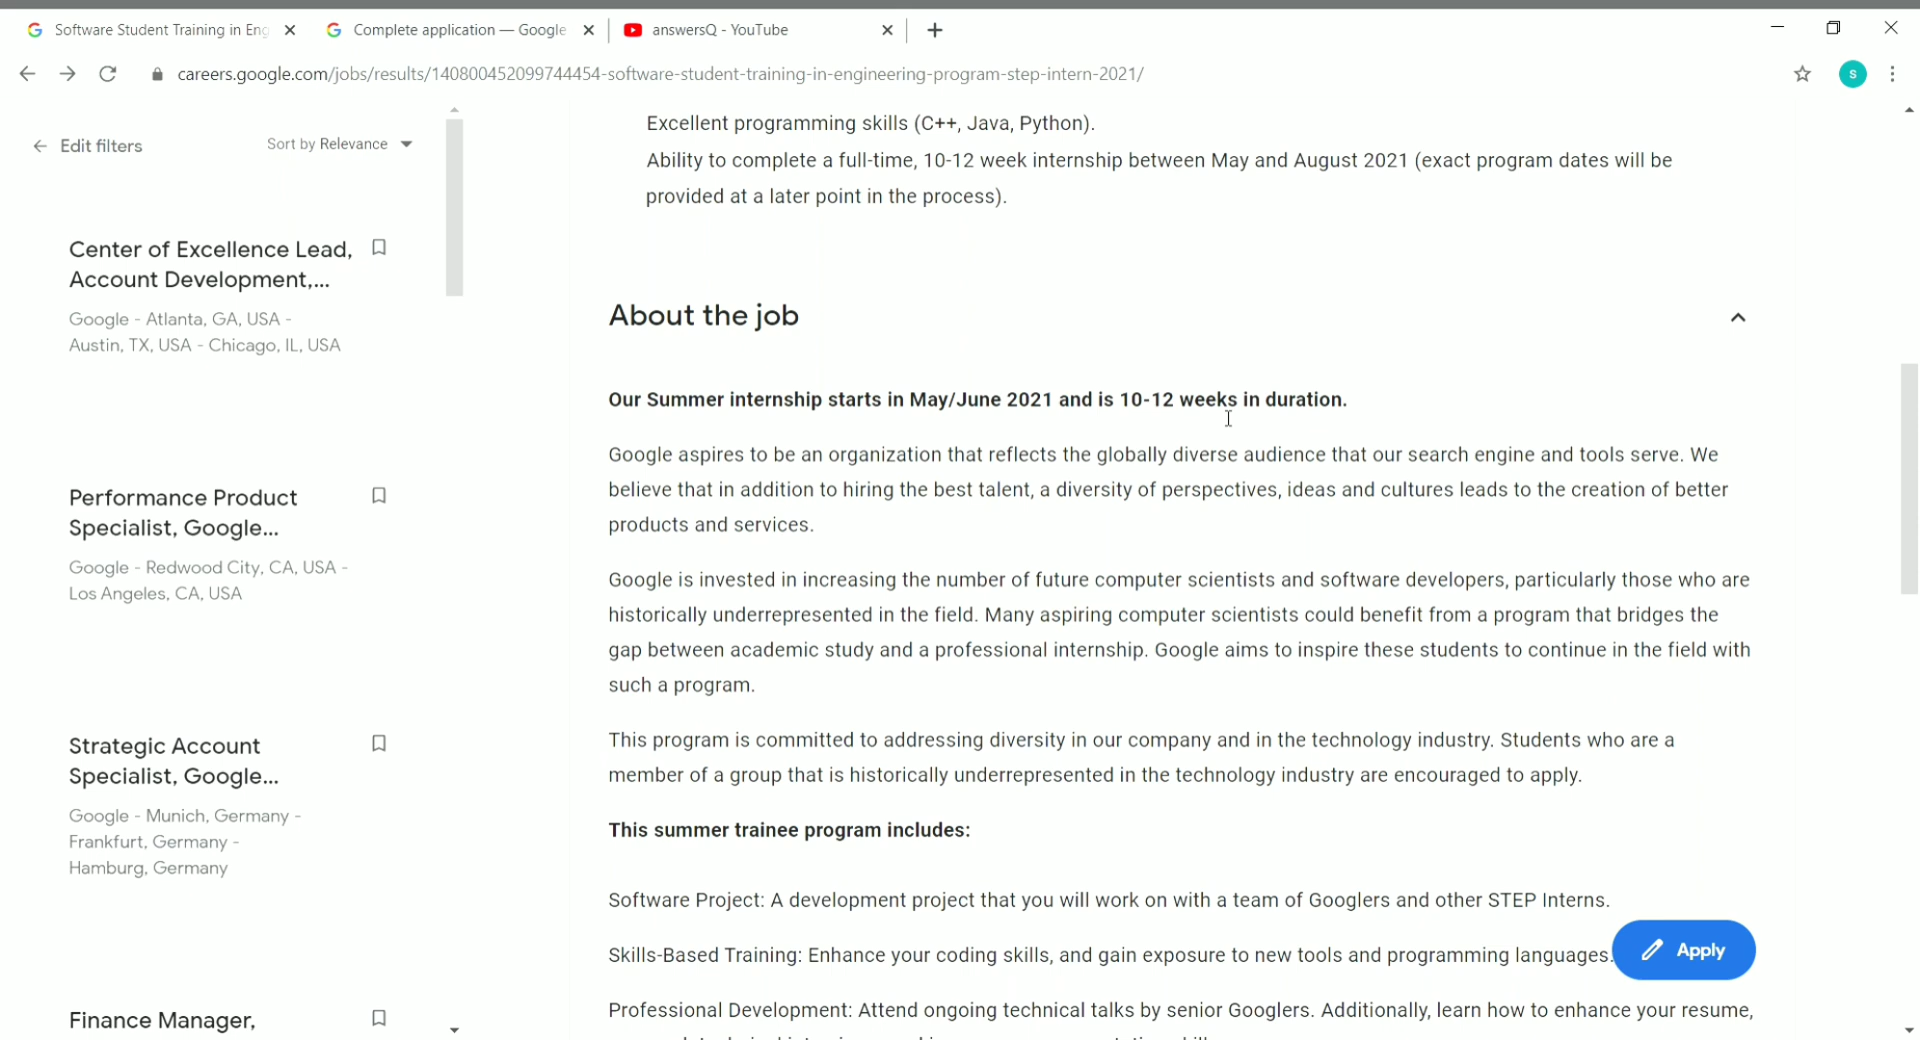 Software Student Training in Eng
Complete application — Google
answersQ - YouTube
careers.google.com/jobs/results/140800452099744454-software-student-training-in-engineering-program-step-intern-2021/
S
Edit filters
Sort by Relevance
Center of Excellence Lead,
Account Development,...
Google - Atlanta, GA, USA -
Austin, TX, USA - Chicago, IL, USA
Performance Product
Specialist, Google...
Google - Redwood City, CA, USA -
Los Angeles, CA, USA
Strategic Account
Specialist, Google...
Google - Munich, Germany -
Frankfurt, Germany -
Hamburg, Germany
Finance Manager,
Excellent programming skills (C++, Java, Python).
Ability to complete a full-time, 10-12 week internship between May and August 2021 (exact program dates will be
provided at a later point in the process).
About the job
Our Summer internship starts in May/June 2021 and is 10-12 weeks in duration.
Google aspires to be an organization that reflects the globally diverse audience that our search engine and tools serve. We
believe that in addition to hiring the best talent, a diversity of perspectives, ideas and cultures leads to the creation of better
products and services.
Google is invested in increasing the number of future computer scientists and software developers, particularly those who are
historically underrepresented in the field. Many aspiring computer scientists could benefit from a program that bridges the
gap between academic study and a professional internship. Google aims to inspire these students to continue in the field with
such a program.
This program is committed to addressing diversity in our company and in the technology industry. Students who are a
member of a group that is historically underrepresented in the technology industry are encouraged to apply.
This summer trainee program includes:
Software Project: A development project that you will work on with a team of Googlers and other STEP Interns.
Skills-Based Training: Enhance your coding skills, and gain exposure to new tools and programming languages.
Apply
Professional Development: Attend ongoing technical talks by senior Googlers. Additionally, learn how to enhance your resume,